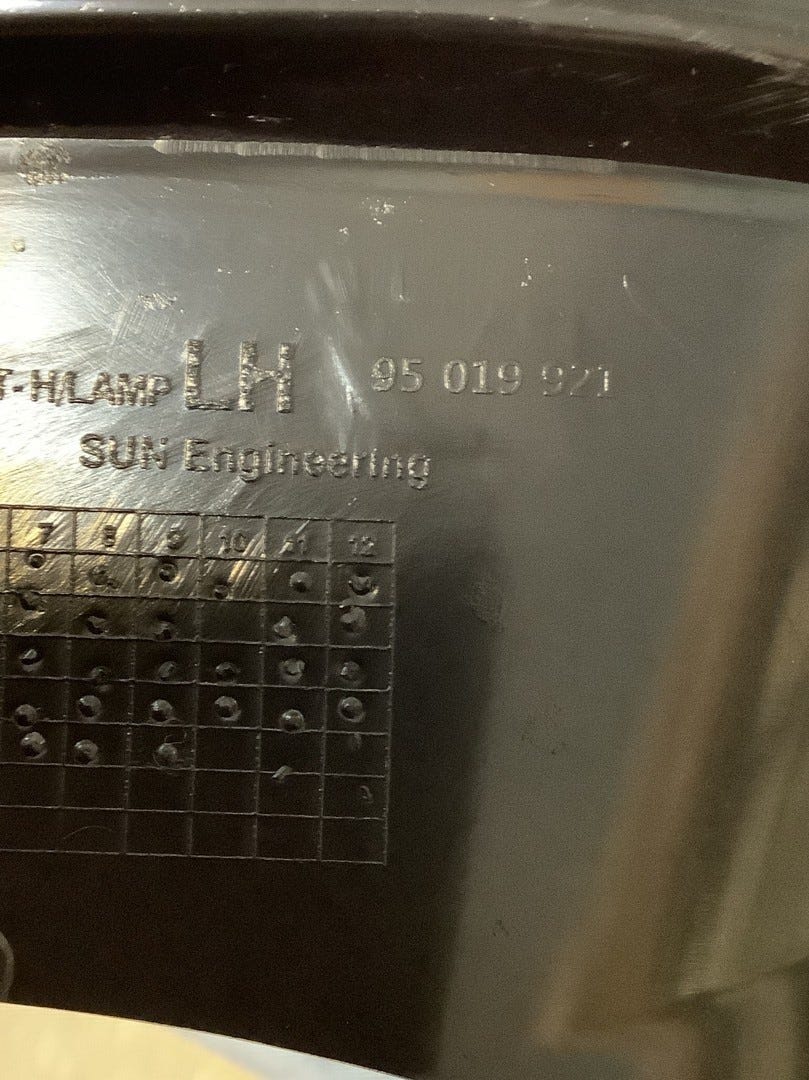 T-H/LAMP LH 95 019 921
SUN Engineering
7 8 9 10 11 12